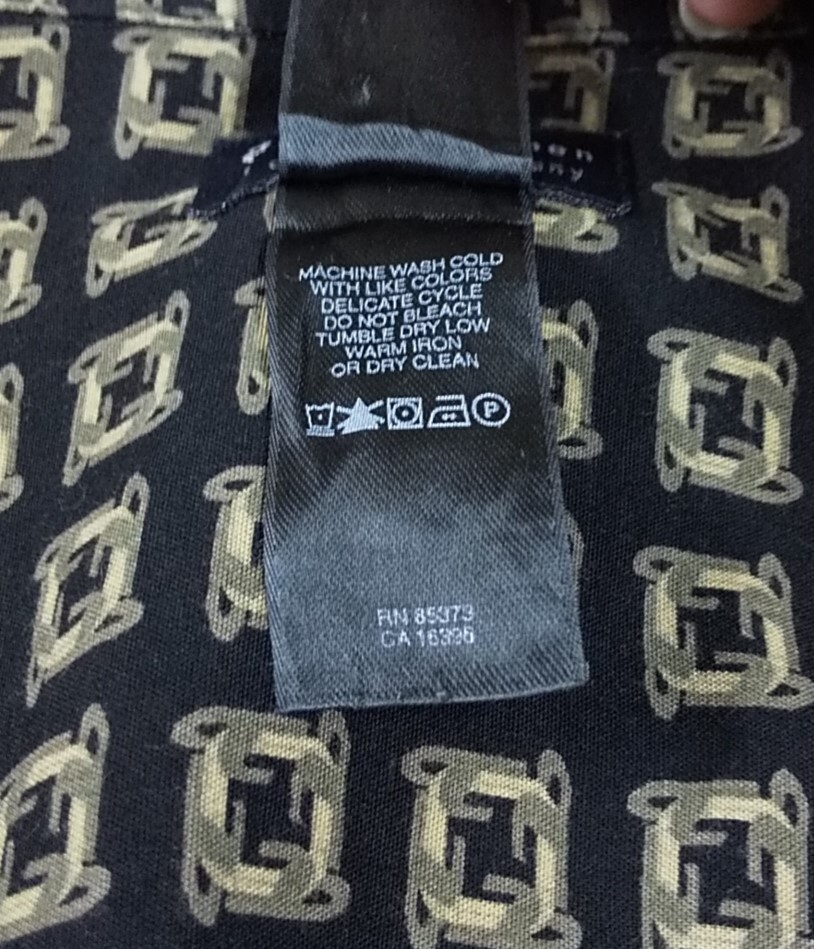 MACHINE WASH COLD
WITH LIKE COLORS
DELICATE CYCLE
DO NOT BLEACH
TUMBLE DRY LOW
WARM IRON
OR DRY CLEAN
P
RN 85373
CA 16396